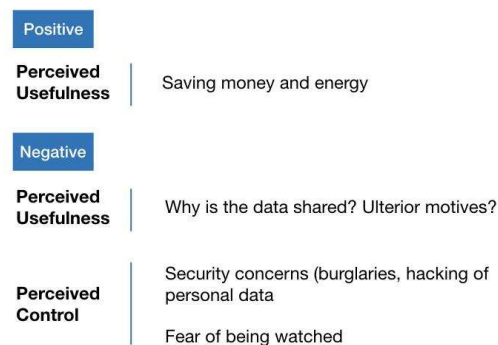 Positive
Perceived
Usefulness
Saving money and energy
Negative
Perceived
Usefulness
Why is the data shared? Ulterior motives?
Perceived
Control
Security concerns (burglaries, hacking of
personal data
Fear of being watched